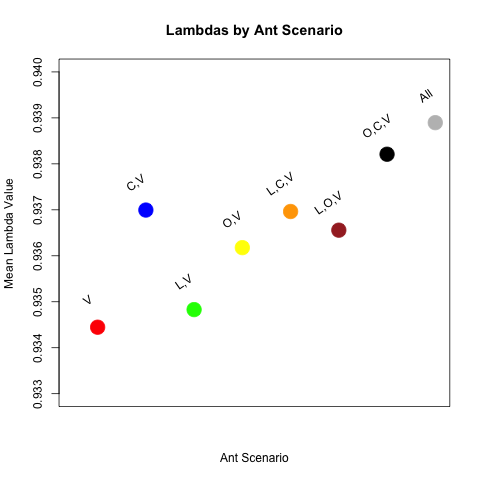 Lambdas by Ant Scenario
Mean Lambda Value
0.940
0.939
0.938
0.937
0.936
0.935
0.934
0.933
V
C,V
L,V
O,V
L,C,V
L,O,V
O,C,V
All
Ant Scenario